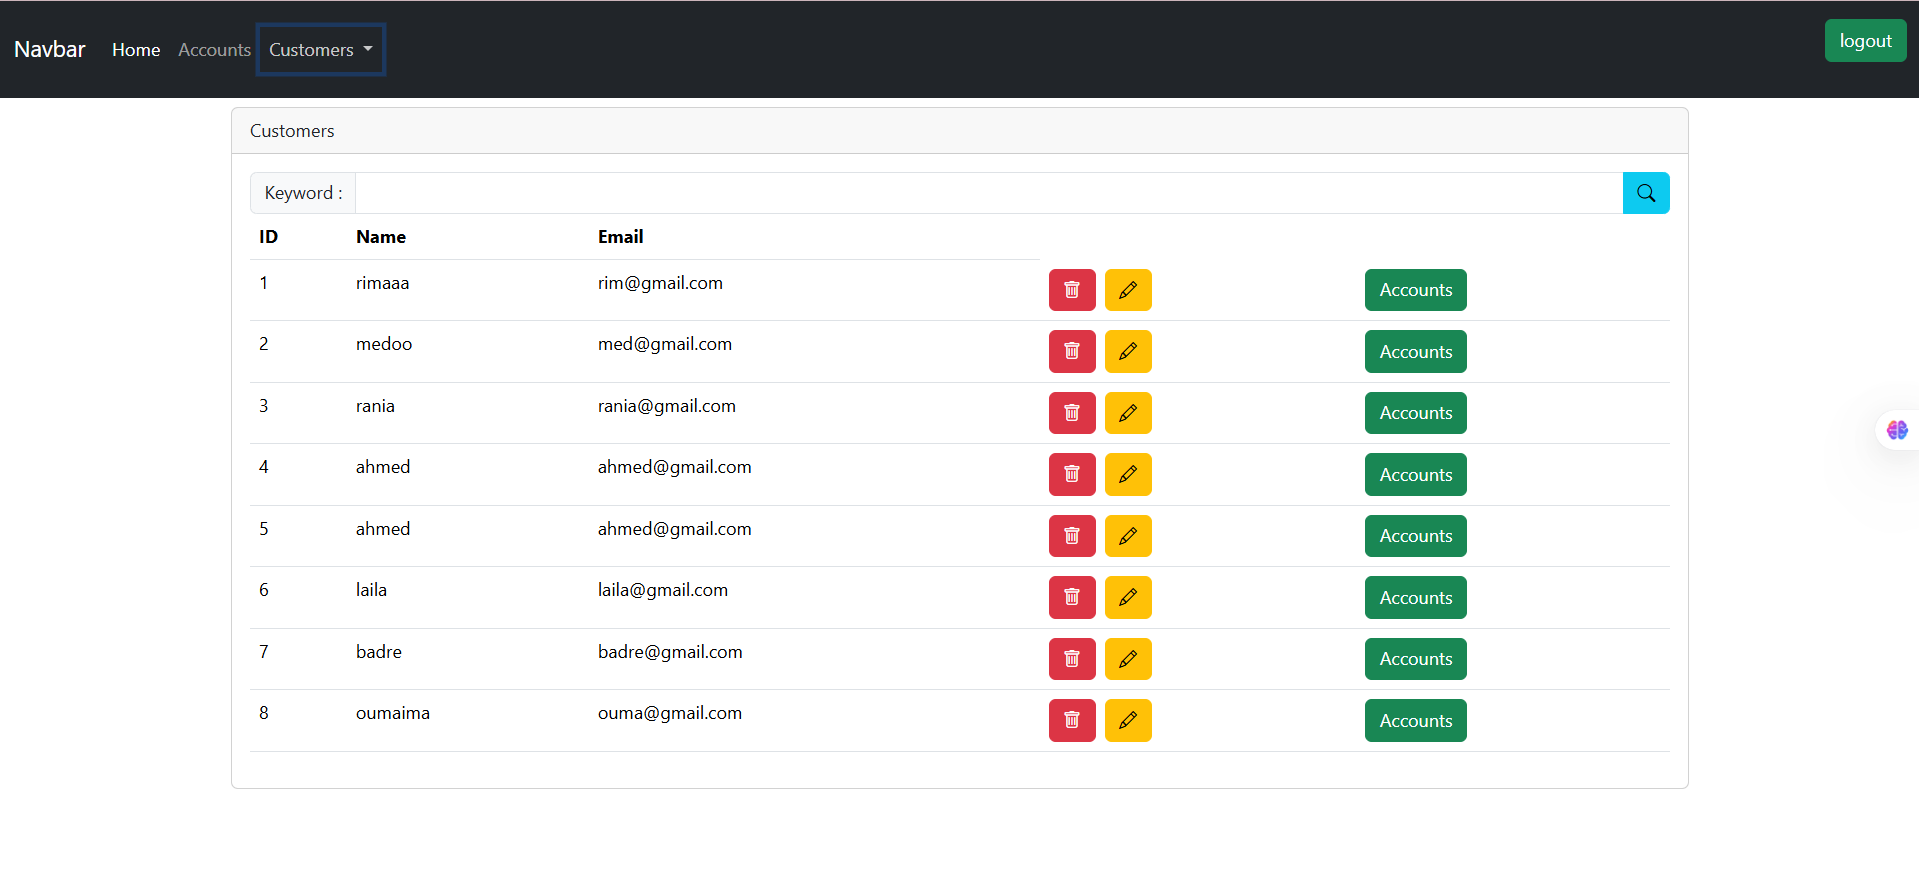 Navbar Home Accounts Customers logout
Customers
Keyword :
ID Name Email
1 rimaaa rim@gmail.com Accounts
2 medoo med@gmail.com Accounts
3 rania rania@gmail.com Accounts
4 ahmed ahmed@gmail.com Accounts
5 ahmed ahmed@gmail.com Accounts
6 laila laila@gmail.com Accounts
7 badre badre@gmail.com Accounts
8 oumaima ouma@gmail.com Accounts